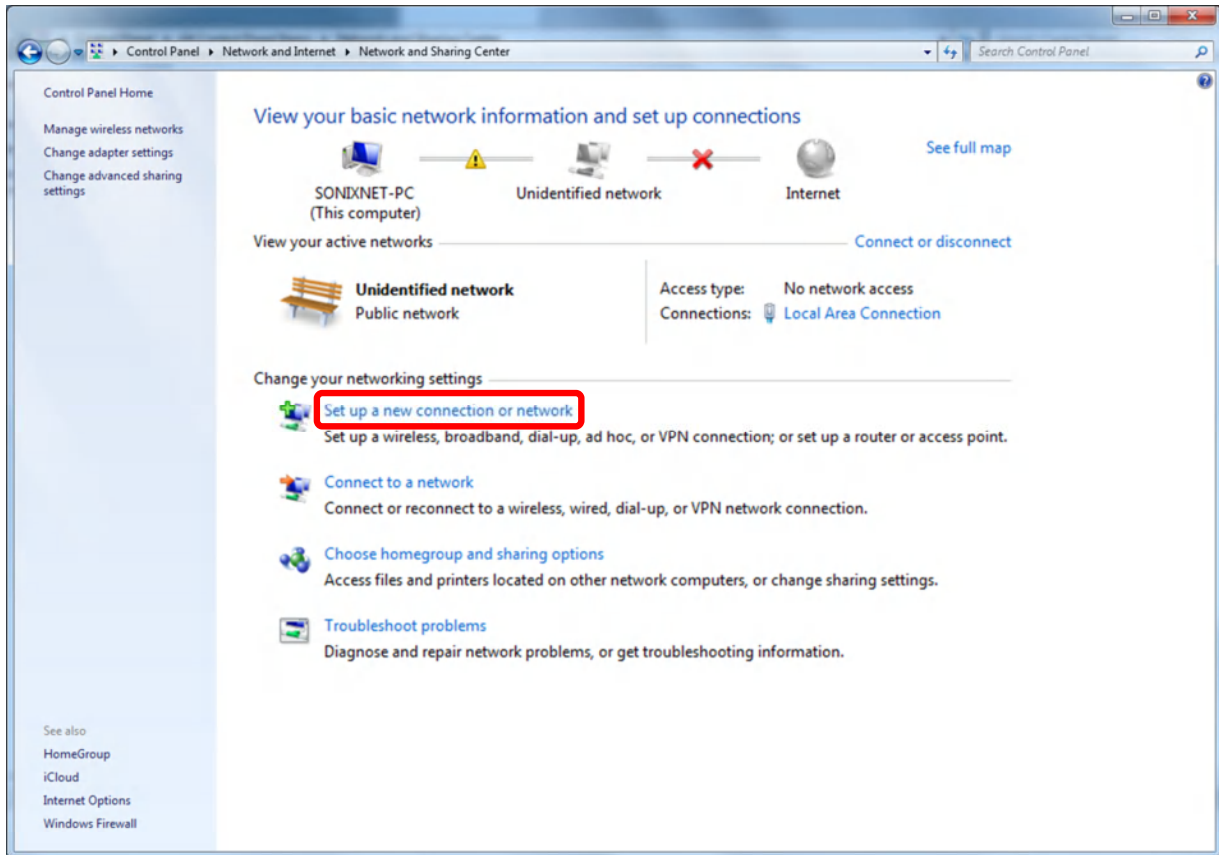 Control Panel ▸ Network and Internet ▸ Network and Sharing Center
Search Control Panel
Control Panel Home
Manage wireless networks
Change adapter settings
Change advanced sharing
settings
View your basic network information and set up connections
See full map
SONIXNET-PC
(This computer)
Unidentified network
Internet
View your active networks
Connect or disconnect
Unidentified network
Public network
Access type: No network access
Connections: Local Area Connection
Change your networking settings
Set up a new connection or network
Set up a wireless, broadband, dial-up, ad hoc, or VPN connection; or set up a router or access point.
Connect to a network
Connect or reconnect to a wireless, wired, dial-up, or VPN network connection.
Choose homegroup and sharing options
Access files and printers located on other network computers, or change sharing settings.
Troubleshoot problems
Diagnose and repair network problems, or get troubleshooting information.
See also
HomeGroup
iCloud
Internet Options
Windows Firewall